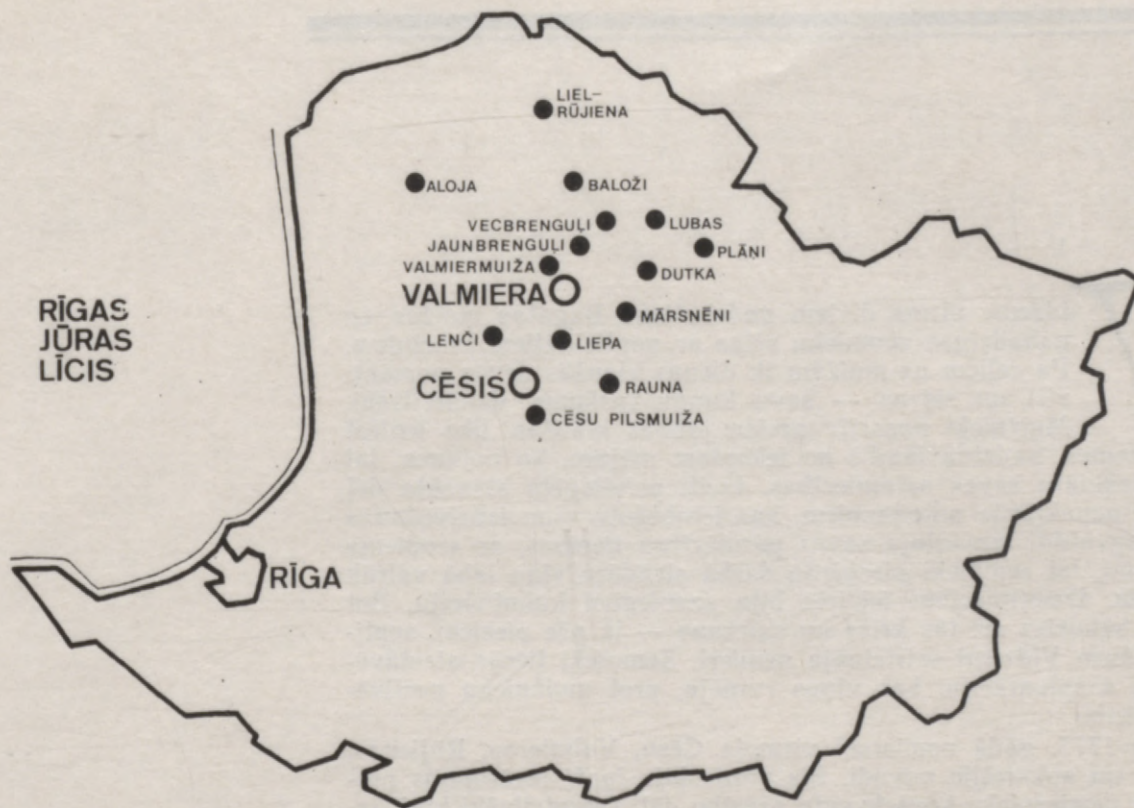 LIEL-
RŪJIENA
ALOJA
BALOŽI
VECBRENGUĻI
LUBAS
JAUNBRENGUĻI
PLĀŅI
VALMIERMUIŽA
DUTKA
VALMIERA
RĪGAS
JŪRAS
LĪCIS
MĀRSNĒNI
LENČI
LIEPA
CĒSIS
RAUNA
CĒSU PILSMUIŽA
RĪGA